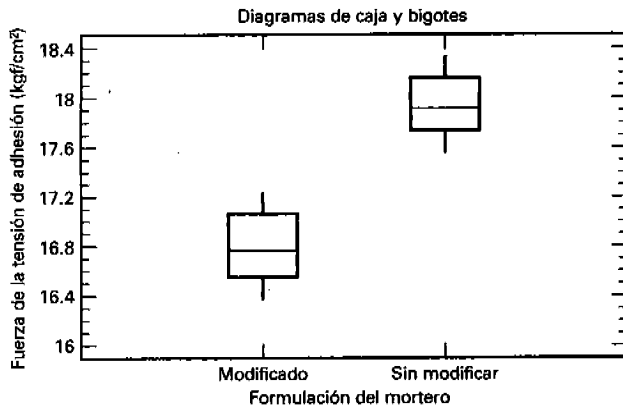 Diagramas de caja y bigotes
Fuerza de la tensión de adhesión (kgf/cm²)
18.4
18
17.6
17.2
16.8
16.4
16
Modificado Sin modificar
Formulación del mortero